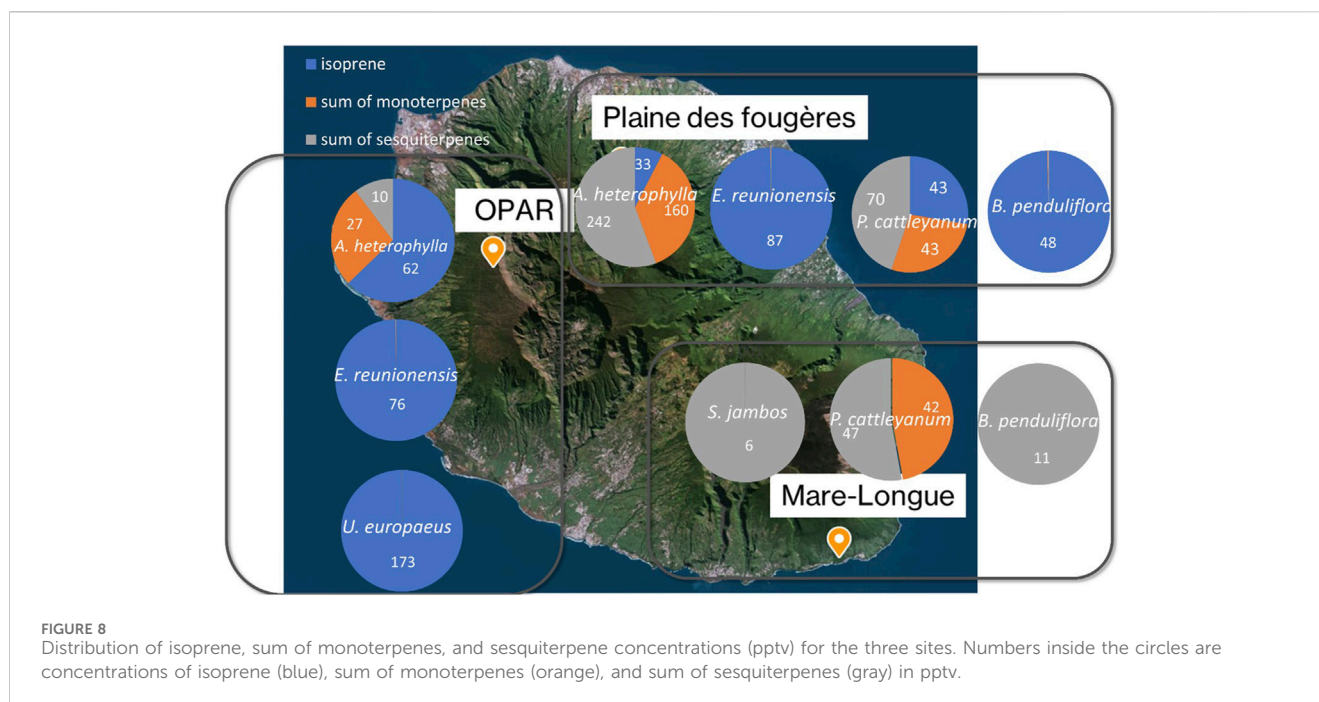 isoprene
sum of monoterpenes
sum of sesquiterpenes
Plaine des fougères
OPAR
10
27
A. heterophylla
62
E. reunionensis
76
U. europaeus
173
33
A. heterophylla
160
242
E. reunionensis
87
70
43
P. cattleyanum
43
B. penduliflora
48
S. jambos
6
42
P. cattleyanum
47
B. penduliflora
11
Mare-Longue
FIGURE 8
Distribution of isoprene, sum of monoterpenes, and sesquiterpene concentrations (pptv) for the three sites. Numbers inside the circles are
concentrations of isoprene (blue), sum of monoterpenes (orange), and sum of sesquiterpenes (gray) in pptv.